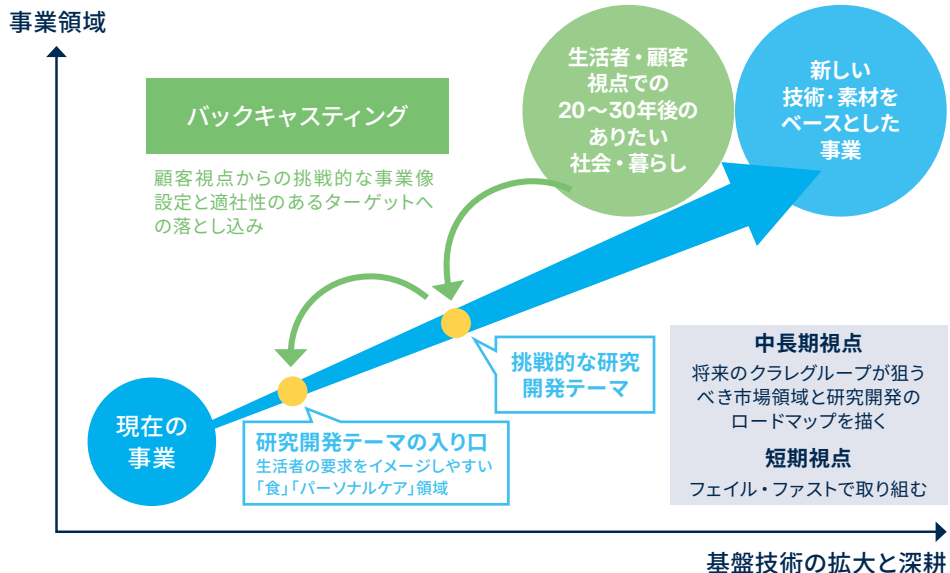 事業領域
バックキャスティング
顧客視点からの挑戦的な事業像
設定と適社性のあるターゲットへ
の落とし込み
生活者・顧客
視点での
20～30年後の
ありたい
社会・暮らし
新しい
技術・素材を
ベースとした
事業
現在の
事業
研究開発テーマの入り口
生活者の要求をイメージしやすい
「食」「パーソナルケア」領域
挑戦的な研究
開発テーマ
中長期視点
将来のクラレグループが狙う
べき市場領域と研究開発の
ロードマップを描く
短期視点
フェイル・ファストで取り組む
基盤技術の拡大と深耕